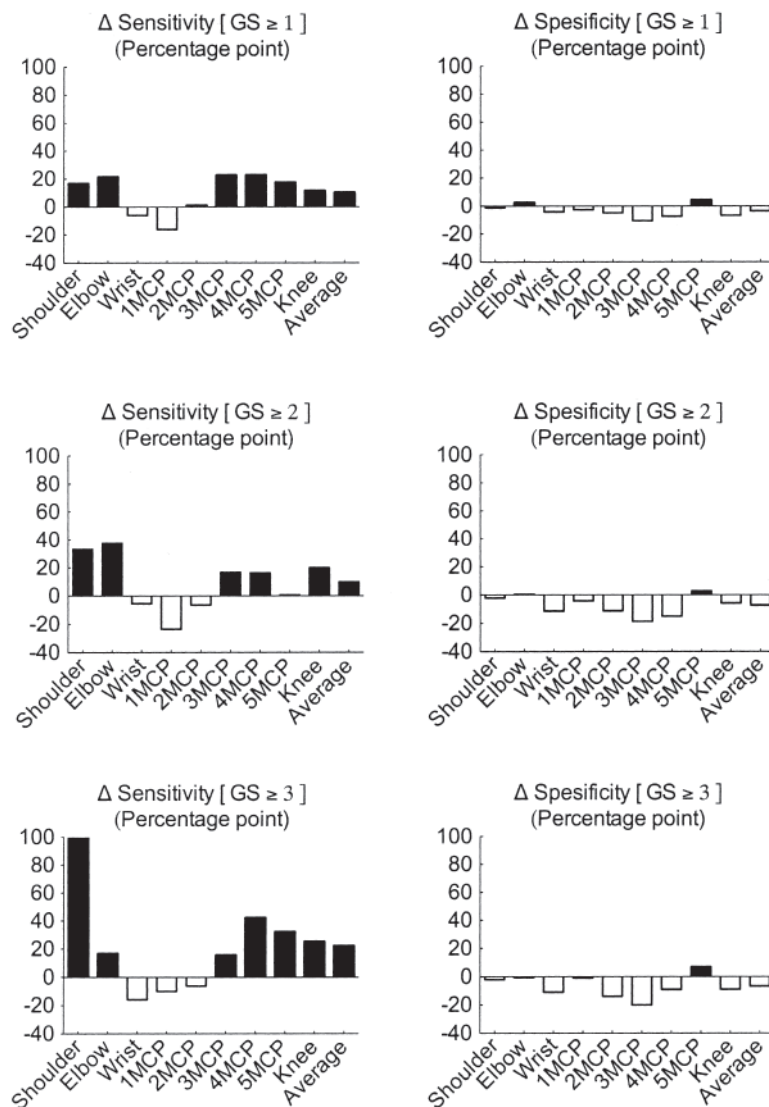 Δ Sensitivity [ GS ≥ 1 ]
(Percentage point)
100
80
60
40
20
0
-20
-40
Shoulder
Elbow
Wrist
1MCP
2MCP
3MCP
4MCP
5MCP
Knee
Average
Δ Spesificity [ GS ≥ 1 ]
(Percentage point)
100
80
60
40
20
0
-20
-40
Shoulder
Elbow
Wrist
1MCP
2MCP
3MCP
4MCP
5MCP
Knee
Average
Δ Sensitivity [ GS ≥ 2 ]
(Percentage point)
100
80
60
40
20
0
-20
-40
Shoulder
Elbow
Wrist
1MCP
2MCP
3MCP
4MCP
5MCP
Knee
Average
Δ Spesificity [ GS ≥ 2 ]
(Percentage point)
100
80
60
40
20
0
-20
-40
Shoulder
Elbow
Wrist
1MCP
2MCP
3MCP
4MCP
5MCP
Knee
Average
Δ Sensitivity [ GS ≥ 3 ]
(Percentage point)
100
80
60
40
20
0
-20
-40
Shoulder
Elbow
Wrist
1MCP
2MCP
3MCP
4MCP
5MCP
Knee
Average
Δ Spesificity [ GS ≥ 3 ]
(Percentage point)
100
80
60
40
20
0
-20
-40
Shoulder
Elbow
Wrist
1MCP
2MCP
3MCP
4MCP
5MCP
Knee
Average